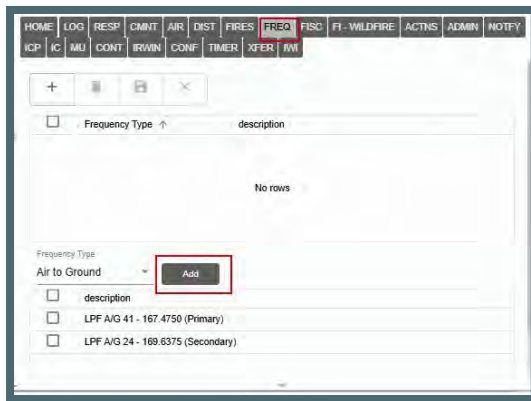 HOME LOG RESP CMNT AIR DIST FIRES FREQ FISC FI - WILDFIRE ACTNS ADMIN NOTFY
ICP IC MU CONT IRWIN CONF TIMER XFER IWI
Frequency Type ↑ description
No rows
Frequency Type
Air to Ground Add
description
LPF A/G 41 - 167.4750 (Primary)
LPF A/G 24 - 169.6375 (Secondary)